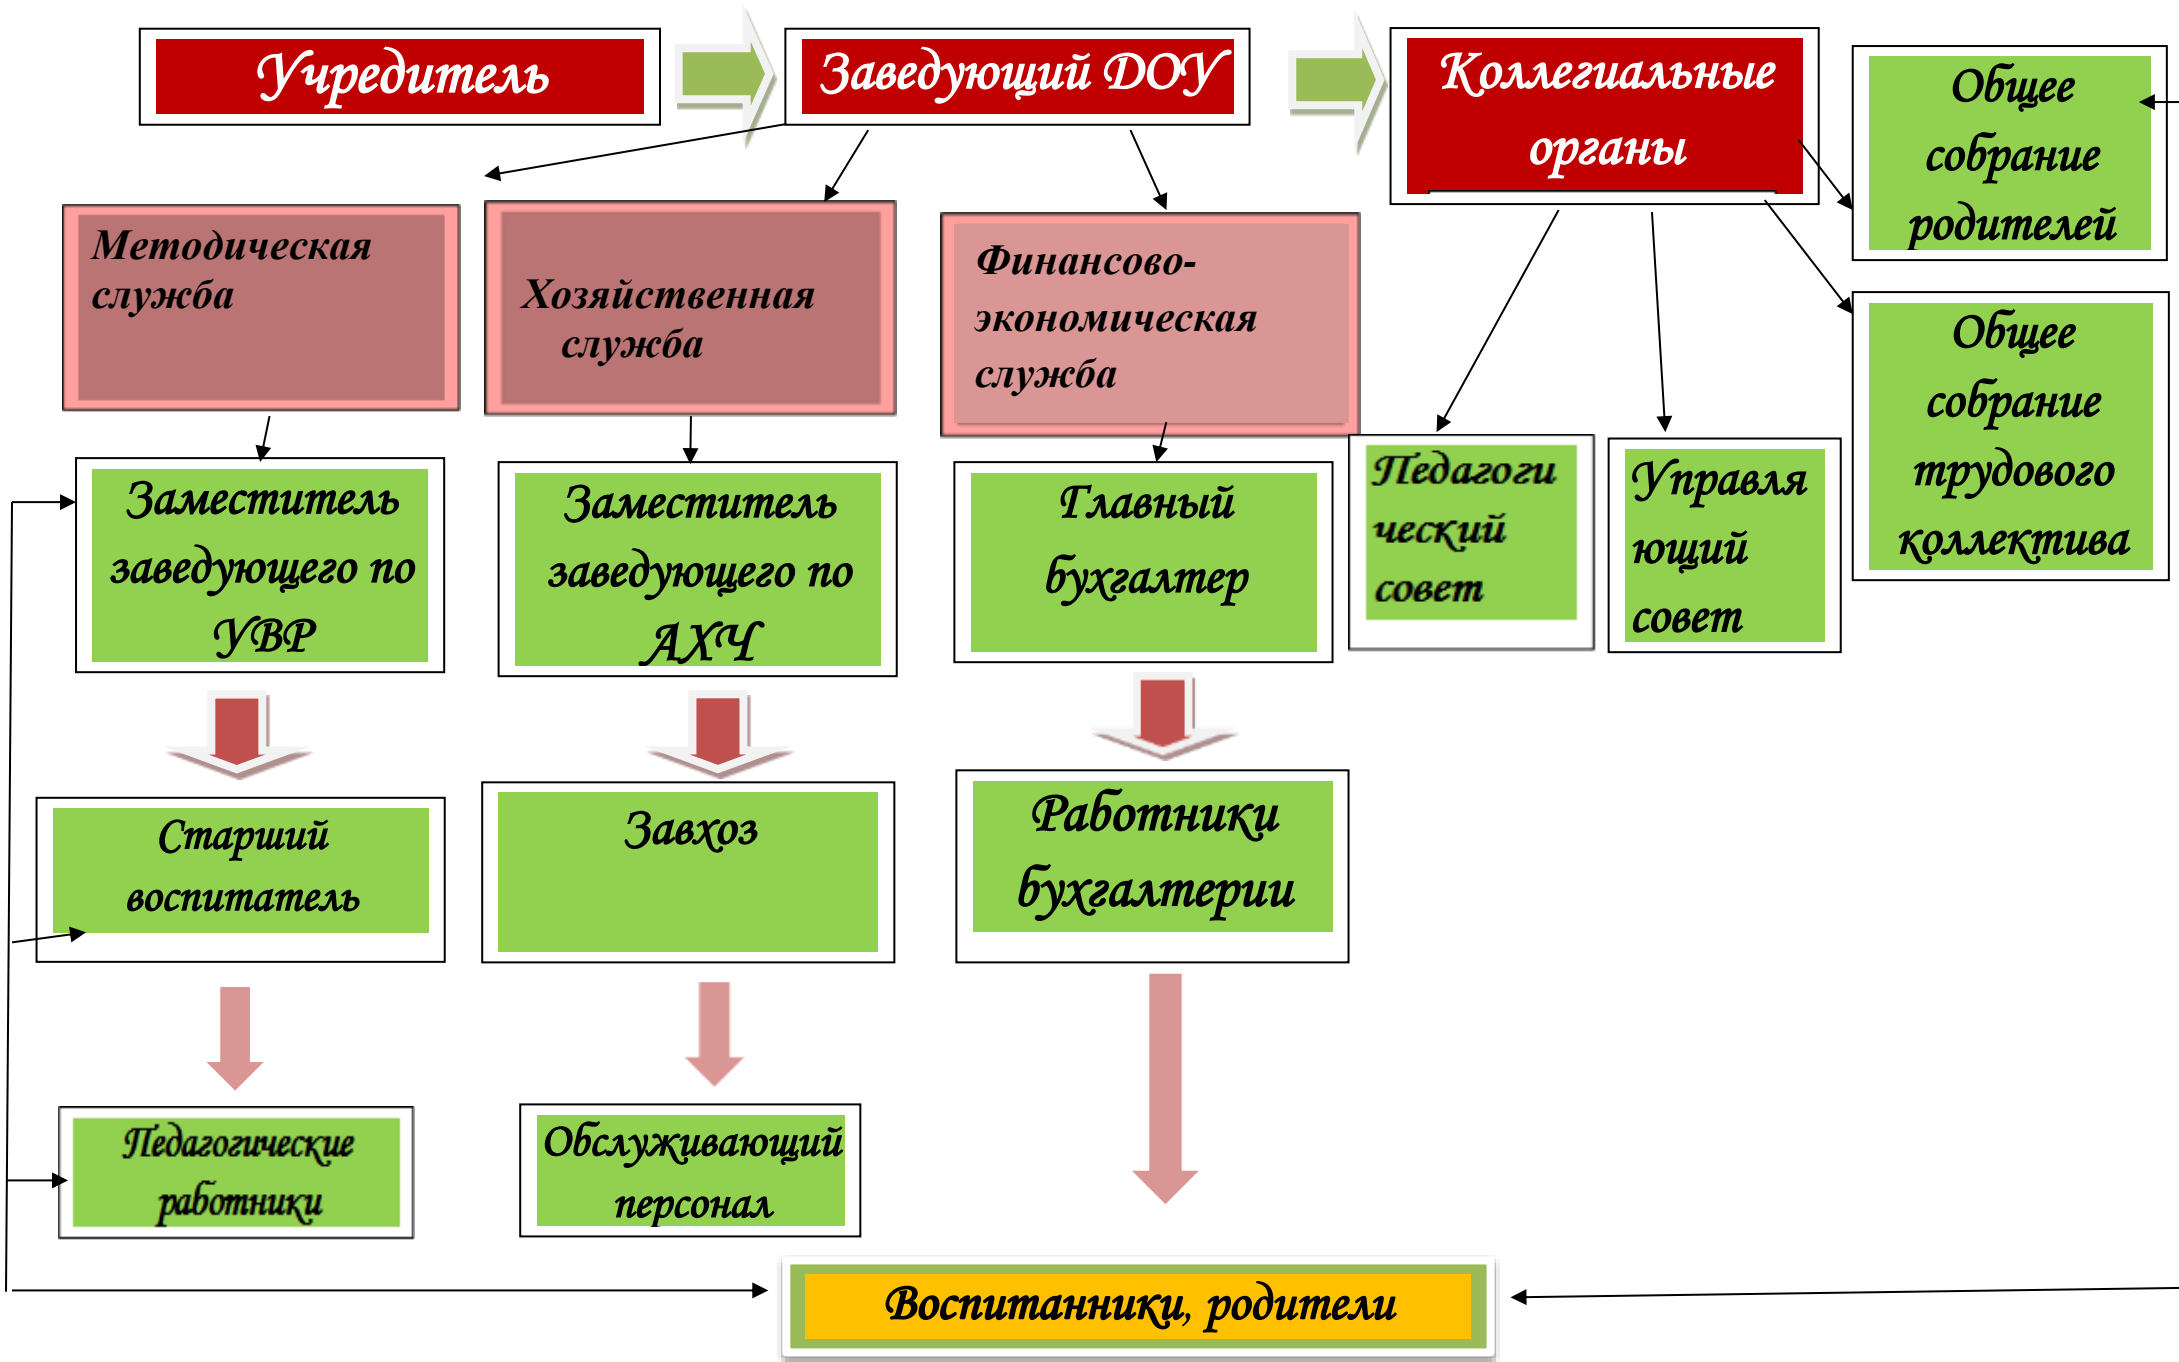 Учредитель
Заведующий ДОУ
Коллегиальные
органы
Общее
собрание
родителей
Методическая
служба
Хозяйственная
служба
Финансово-
экономическая
служба
Общее
собрание
трудового
коллектива
Заместитель
заведующего по
УВР
Заместитель
заведующего по
АХЧ
Главный
бухгалтер
Педагоги
ческий
совет
Управля
ющий
совет
Старший
воспитатель
Завхоз
Работники
бухгалтерии
Педагогические
работники
Обслуживающий
персонал
Воспитанники, родители